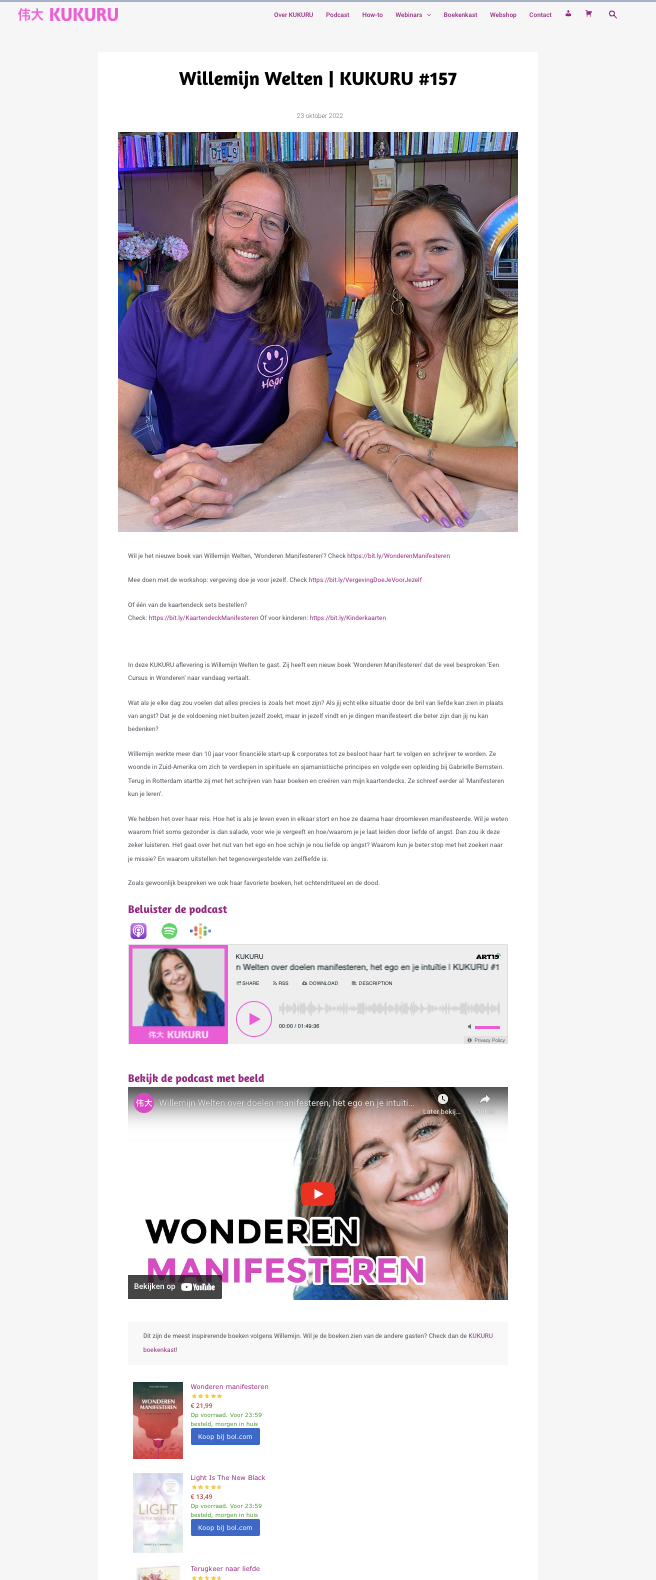 伟大 KUKURU
Over KUKURU Podcast How-to Webinars Boekenkast Webshop Contact
Willemijn Welten | KUKURU #157
23 oktober 2022
DILLS
Hope
Wil je het nieuwe boek van Willemijn Welten, 'Wonderen Manifesteren'? Check https://bit.ly/WonderenManifesteren
Mee doen met de workshop: vergeving doe je voor jezelf. Check https://bit.ly/VergevingDoeJeVoorJezelf
Of één van de kaartendeck sets bestellen?
Check: https://bit.ly/KaartendeckManifesteren Of voor kinderen: https://bit.ly/Kinderkaarten
In deze KUKURU aflevering is Willemijn Welten te gast. Zij heeft een nieuw boek 'Wonderen Manifesteren' dat de veel besproken 'Een
Cursus in Wonderen' naar vandaag vertaalt.
Wat als je elke dag zou voelen dat alles precies is zoals het moet zijn? Als jij echt elke situatie door de bril van liefde kan zien in plaats
van angst? Dat je de voldoening niet buiten jezelf zoekt, maar in jezelf vindt en je dingen manifesteert die beter zijn dan jij nu kan
bedenken?
Willemijn werkte meer dan 10 jaar voor financiële start-up & corporates tot ze besloot haar hart te volgen en schrijver te worden. Ze
woonde in Zuid-Amerika om zich te verdiepen in spirituele en sjamanistische principes en volgde een opleiding bij Gabrielle Bernstein.
Terug in Rotterdam startte zij met het schrijven van haar boeken en creëren van mijn kaartendecks. Ze schreef eerder al 'Manifesteren
kun je leren'.
We hebben het over haar reis. Hoe het is als je leven even in elkaar stort en hoe ze daarna haar droomleven manifesteerde. Wil je weten
waarom friet soms gezonder is dan salade, voor wie je vergeeft en hoe/waarom je je laat leiden door liefde of angst. Dan zou ik deze
zeker luisteren. Het gaat over het nut van het ego en hoe schijn je nou liefde op angst? Waarom kun je beter stop met het zoeken naar
je missie? En waarom uitstellen het tegenovergestelde van zelfliefde is.
Zoals gewoonlijk bespreken we ook haar favoriete boeken, het ochtendritueel en de dood.
Beluister de podcast
KUKURU
ART19
n Welten over doelen manifesteren, het ego en je intuïtie | KUKURU #1
SHARE RSS DOWNLOAD DESCRIPTION
00:00 / 01:49:36
伟大 KUKURU
Privacy Policy
Bekijk de podcast met beeld
伟大 Willemijn Welten over doelen manifesteren, het ego en je intuïti...
Later bekij...
WONDEREN
MANIFESTEREN
Bekijken op YouTube
Dit zijn de meest inspirerende boeken volgens Willemijn. Wil je de boeken zien van de andere gasten? Check dan de KUKURU
boekenkast!
WONDEREN
MANIFESTEREN
Wonderen manifesteren
€ 21,99
Op voorraad. Voor 23:59
besteld, morgen in huis
Koop bij bol.com
LIGHT
Light Is The New Black
€ 13,49
Op voorraad. Voor 23:59
besteld, morgen in huis
Koop bij bol.com
Terugkeer naar liefde